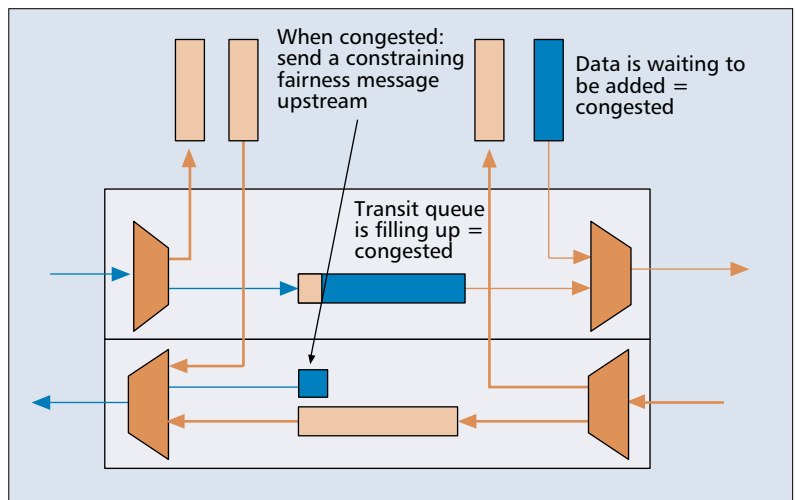 When congested:
send a constraining
fairness message
upstream
Data is waiting to
be added =
congested
Transit queue
is filling up =
congested